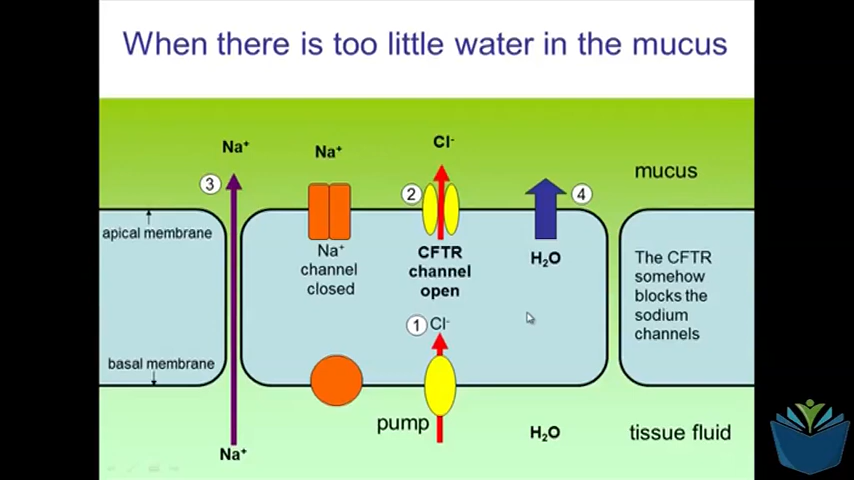 When there is too little water in the mucus
Na⁺
Na⁺
Cl⁻
mucus
3
2
4
apical membrane
Na⁺
channel
closed
CFTR
channel
open
H₂O
The CFTR
somehow
blocks the
sodium
channels
1
Cl⁻
basal membrane
pump
H₂O
tissue fluid
Na⁺